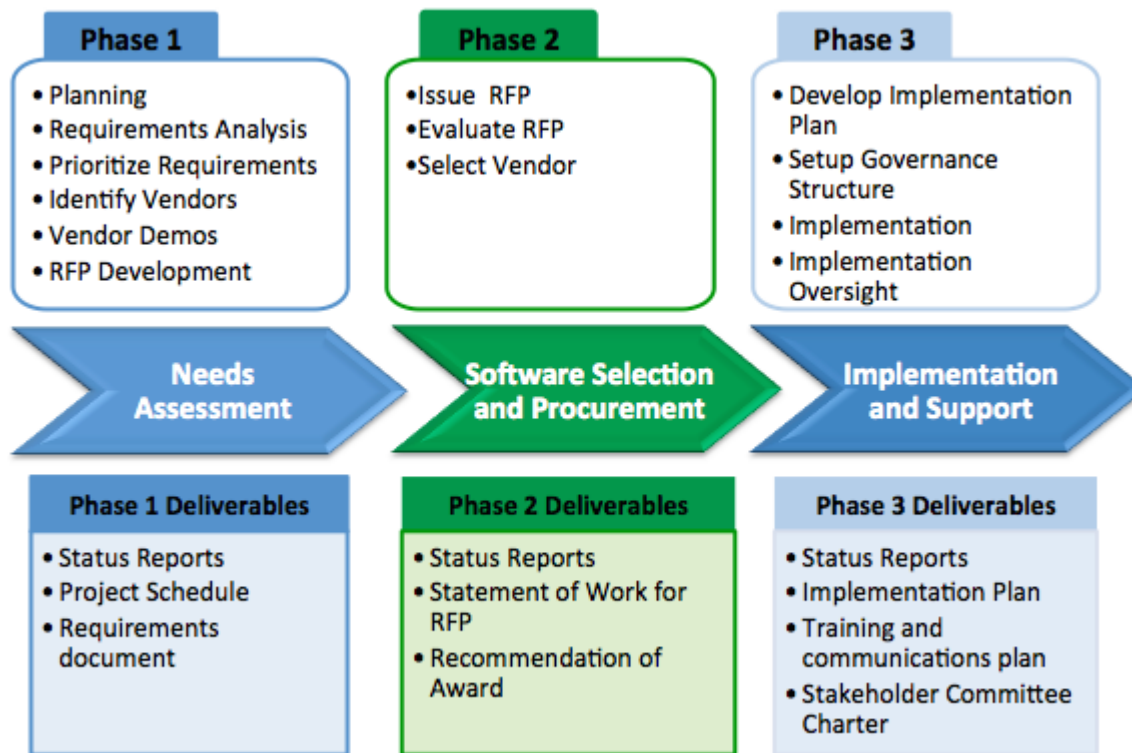 Phase 1
• Planning
• Requirements Analysis
• Prioritize Requirements
• Identify Vendors
• Vendor Demos
• RFP Development
Phase 2
•Issue RFP
•Evaluate RFP
•Select Vendor
Phase 3
• Develop Implementation
Plan
• Setup Governance
Structure
• Implementation
• Implementation
Oversight
Needs
Assessment
Software Selection
and Procurement
Implementation
and Support
Phase 1 Deliverables
• Status Reports
• Project Schedule
• Requirements
document
Phase 2 Deliverables
• Status Reports
• Statement of Work for
RFP
• Recommendation of
Award
Phase 3 Deliverables
• Status Reports
• Implementation Plan
• Training and
communications plan
• Stakeholder Committee
Charter